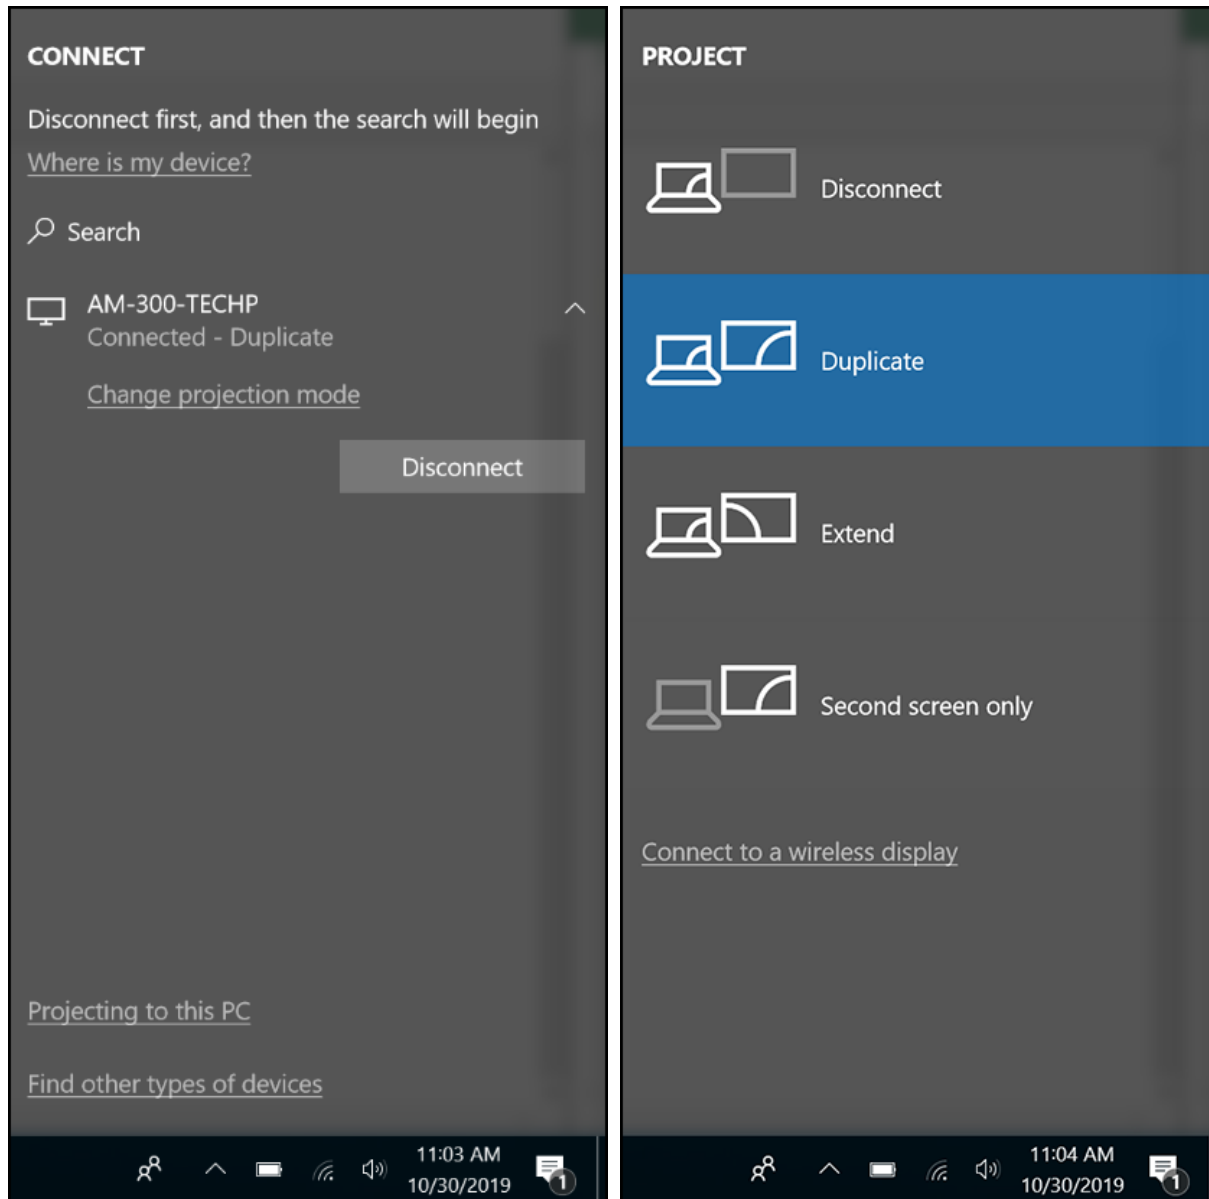 CONNECT
Disconnect first, and then the search will begin
Where is my device?
Search
AM-300-TECHP
Connected - Duplicate
Change projection mode
Disconnect
Projecting to this PC
Find other types of devices
11:03 AM
10/30/2019
1
PROJECT
Disconnect
Duplicate
Extend
Second screen only
Connect to a wireless display
11:04 AM
10/30/2019
1